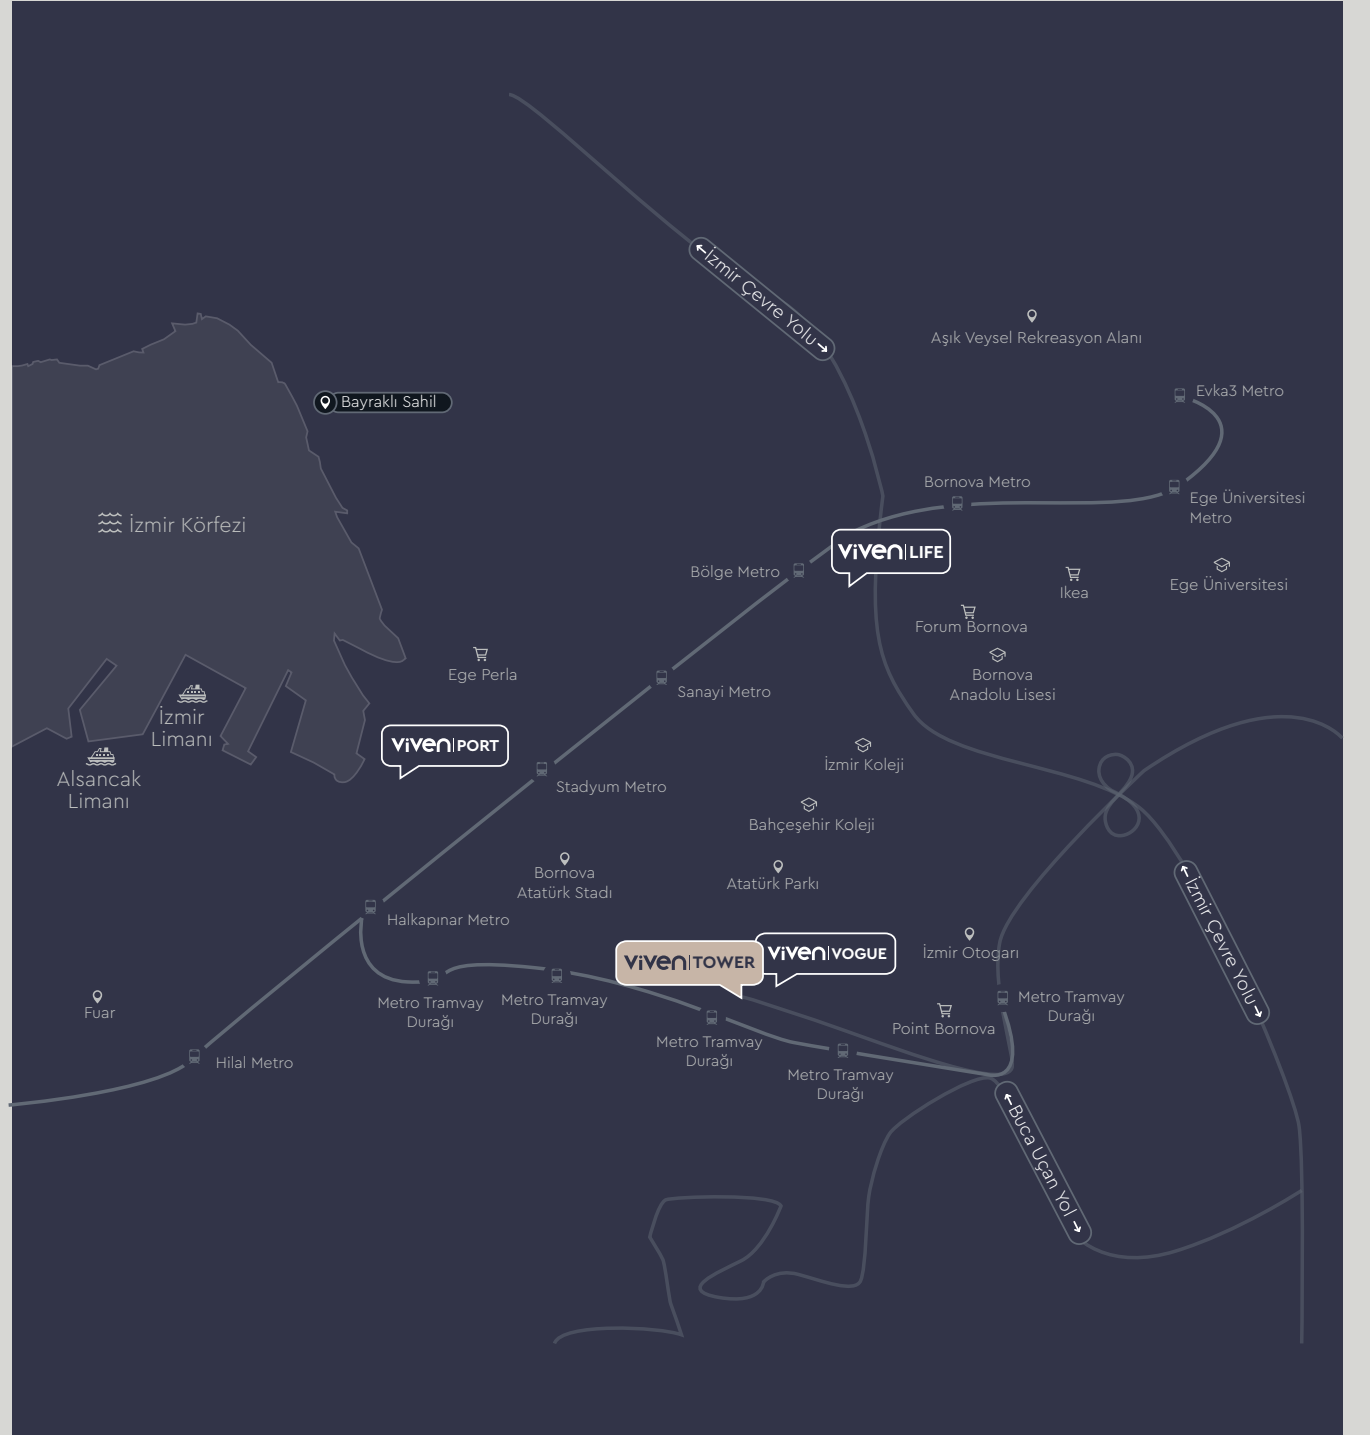 İzmir Çevre Yolu
Aşık Veysel Rekreasyon Alanı
Evka3 Metro
Bayraklı Sahil
Bornova Metro
Ege Üniversitesi
Metro
İzmir Körfezi
viven|LIFE
Bölge Metro
Ikea
Ege Üniversitesi
Forum Bornova
Ege Perla
Bornova
Anadolu Lisesi
Sanayi Metro
İzmir
Limanı
viven|PORT
Alsancak
Limanı
İzmir Koleji
Stadyum Metro
Bahçeşehir Koleji
Bornova
Atatürk Stadı
Atatürk Parkı
İzmir Çevre Yolu
Halkapınar Metro
viven|TOWER
viven|VOGUE
İzmir Otogarı
Fuar
Metro Tramvay
Durağı
Metro Tramvay
Durağı
Metro Tramvay
Durağı
Point Bornova
Metro Tramvay
Durağı
Hilal Metro
Metro Tramvay
Durağı
Buca Uçan Yol